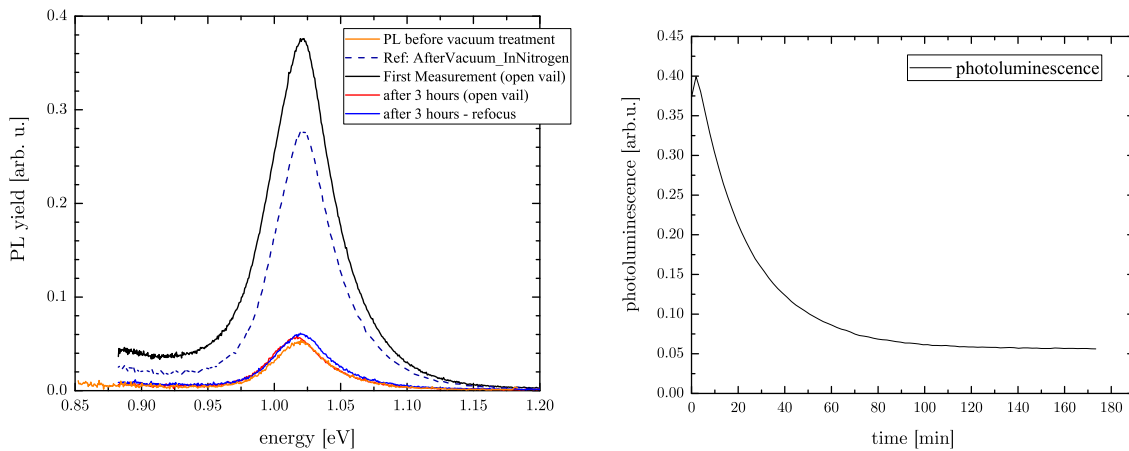 0.4
0.3
0.2
0.1
0.0
PL yield [arb. u.]
PL before vacuum treatment
Ref: AfterVacuum_InNitrogen
First Measurement (open vail)
after 3 hours (open vail)
after 3 hours - refocus
0.85 0.90 0.95 1.00 1.05 1.10 1.15 1.20
energy [eV]
0.45
0.40
0.35
0.30
0.25
0.20
0.15
0.10
0.05
0.00
photoluminescence [arb.u.]
photoluminescence
0 20 40 60 80 100 120 140 160 180
time [min]